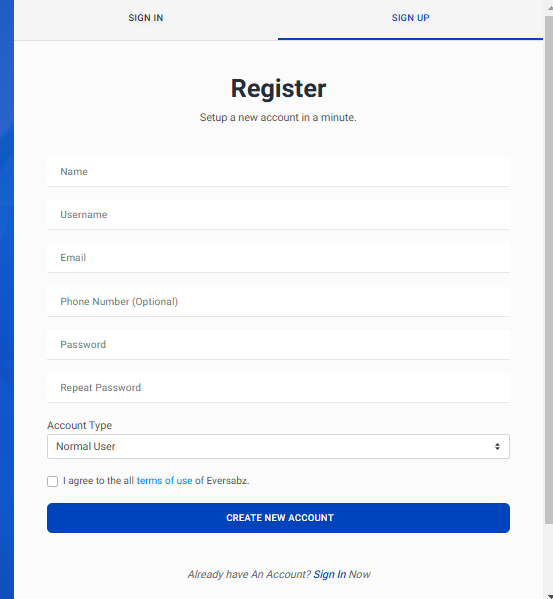 SIGN IN
SIGN UP
Register
Setup a new account in a minute.
Name
Username
Email
Phone Number (Optional)
Password
Repeat Password
Account Type
Normal User
I agree to the all terms of use of Eversabz.
CREATE NEW ACCOUNT
Already have An Account? Sign In Now